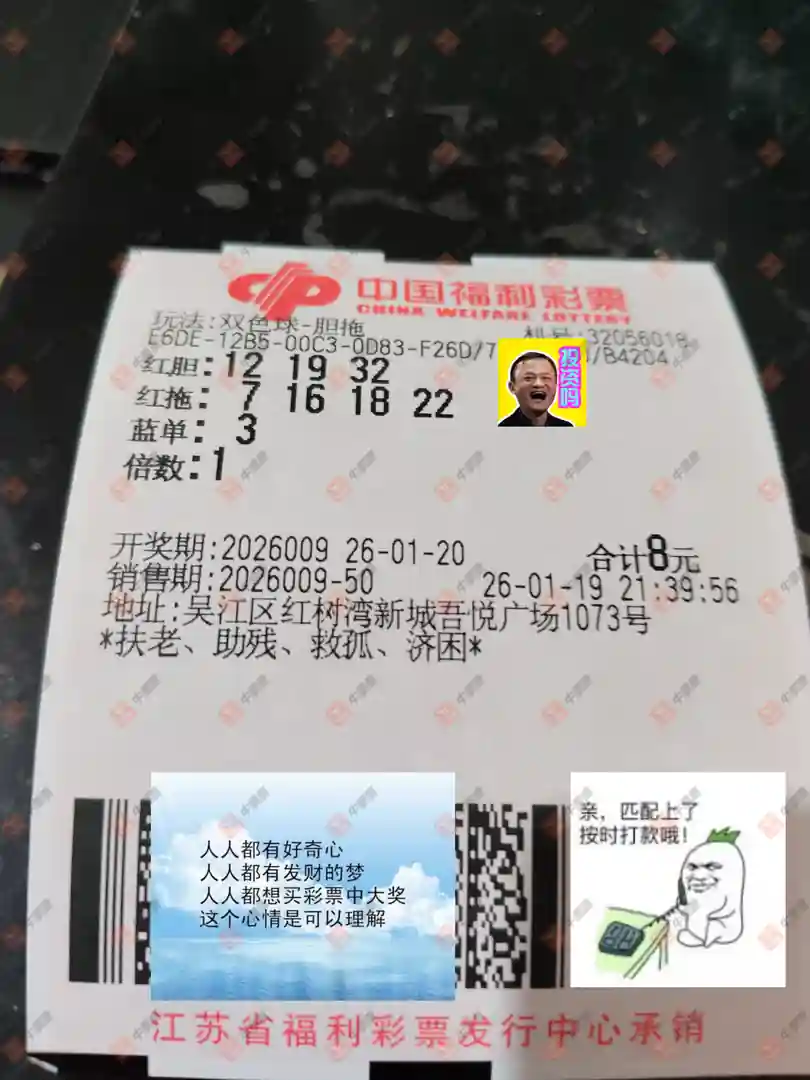 中国福利彩票
CHINA WELFARE LOTTERY
玩法:双色球-胆拖 机号:32056018
E6DE-12B5-00C3-0D83-F26D/7 /B4204
投资吗
红胆:12 19 32
红拖: 7 16 18 22
蓝单: 3
倍数:1
开奖期:2026009 26-01-20 合计8元
销售期:2026009-50 26-01-19 21:39:56
地址:吴江区红树湾新城吾悦广场1073号
*扶老、助残、救孤、济困*
人人都有好奇心
人人都有发财的梦
人人都想买彩票中大奖
这个心情是可以理解
亲，匹配上了
按时打款哦!
江苏省福利彩票发行中心承销